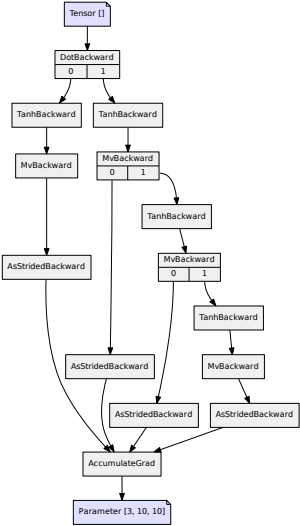 Tensor []
DotBackward
0 1
TanhBackward TanhBackward
MvBackward MvBackward
0 1
TanhBackward
AsStridedBackward MvBackward
0 1
TanhBackward
AsStridedBackward MvBackward
AsStridedBackward AsStridedBackward
AccumulateGrad
Parameter [3, 10, 10]